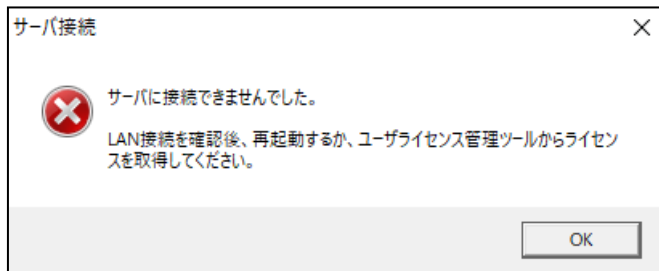 サーバ接続
サーバに接続できませんでした。
LAN接続を確認後、再起動するか、ユーザライセンス管理ツールからライセン
スを取得してください。
OK